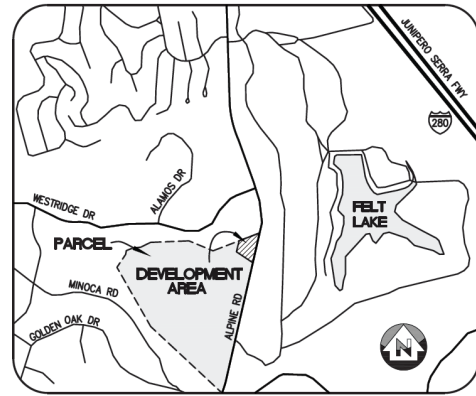 JUNIPERO SERRA FWY
280
ALAMOS DR
WESTRIDGE DR
FELT
LAKE
PARCEL
DEVELOPMENT
AREA
MINOCA RD
ALPINE RD
GOLDEN OAK DR
N